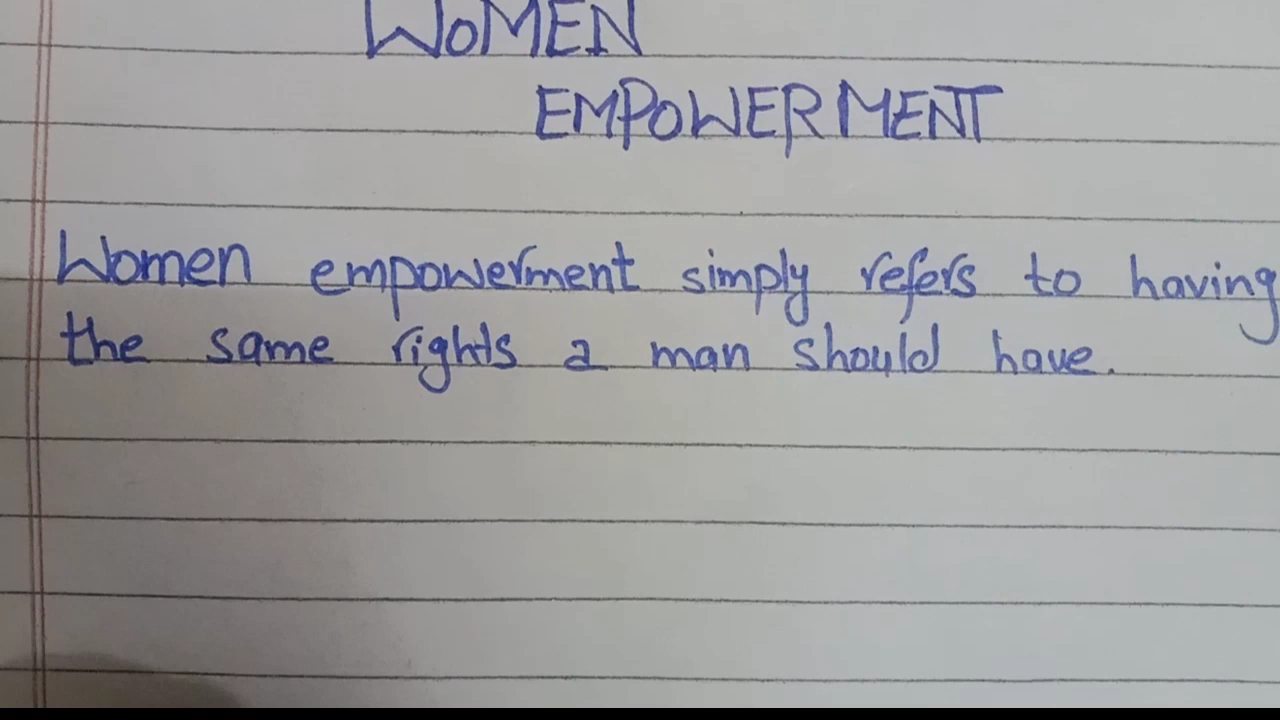 WOMEN
EMPOWERMENT
Women empowerment simply refers to having
the same rights a man should have.